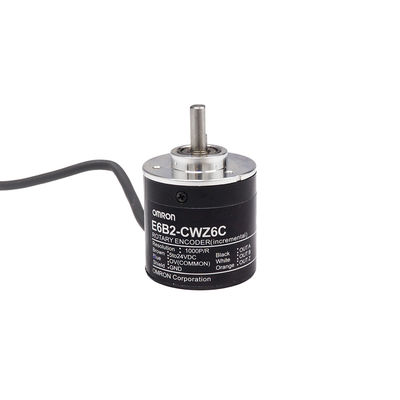 OMRON
E6B2-CWZ6C
ROTARY ENCODER(incremental)
Resolution : 1000P/R
Brown : 5to24VDC Black : OUT A
Blue : 0V(COMMON) White : OUT B
Shield : GND Orange : OUT Z
OMRON Corporation